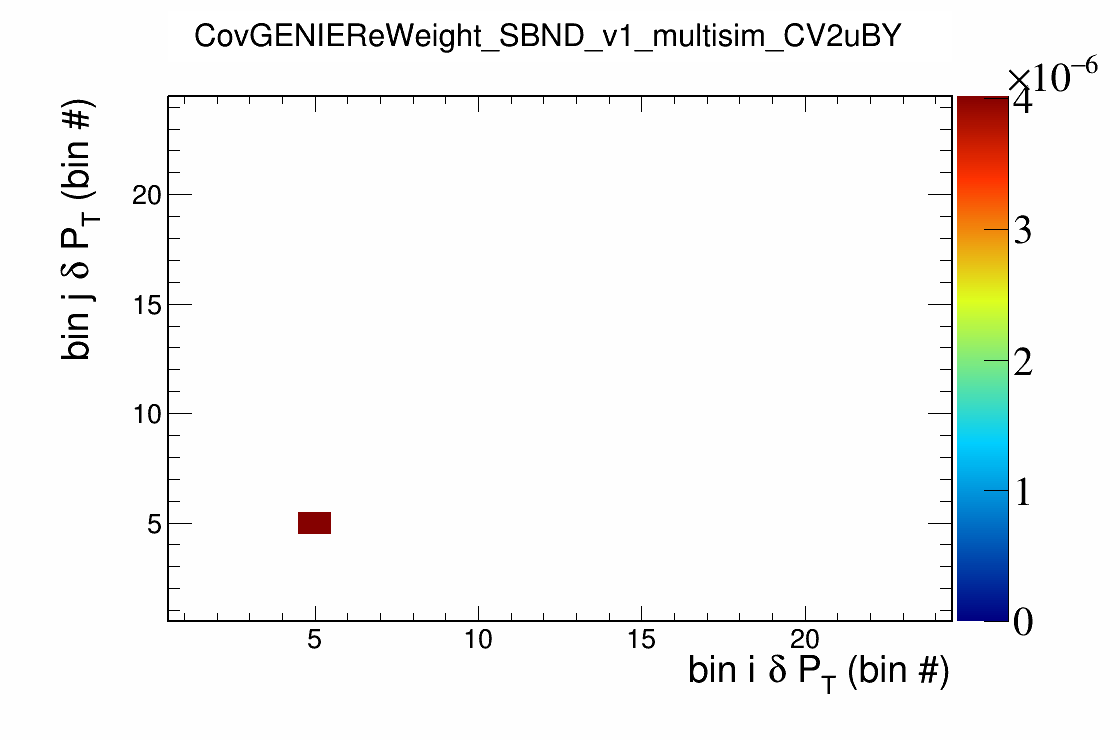 CovGENIEReWeight_SBND_v1_multisim_CV2uBY
×10⁻⁶
bin j δ P_T (bin #)
20
15
10
5
4
3
2
1
0
5 10 15 20
bin i δ P_T (bin #)